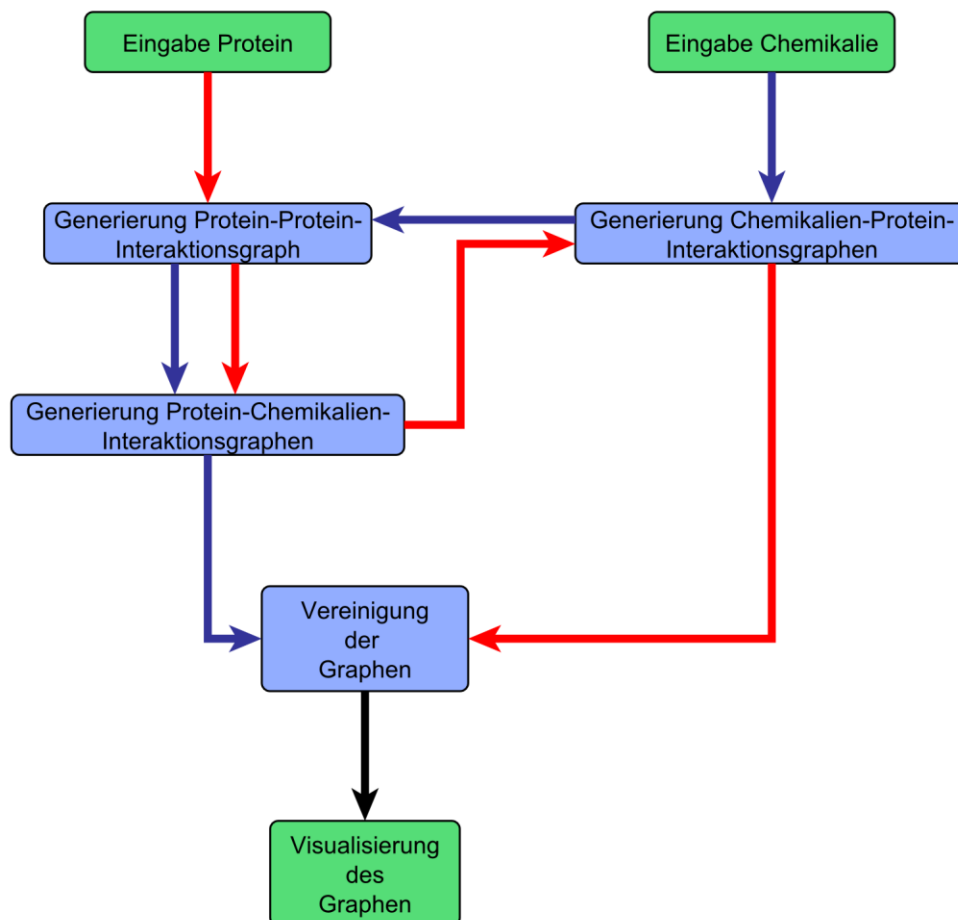 Eingabe Protein
Eingabe Chemikalie
Generierung Protein-Protein-
Interaktionsgraph
Generierung Chemikalien-Protein-
Interaktionsgraphen
Generierung Protein-Chemikalien-
Interaktionsgraphen
Vereinigung
der
Graphen
Visualisierung
des
Graphen